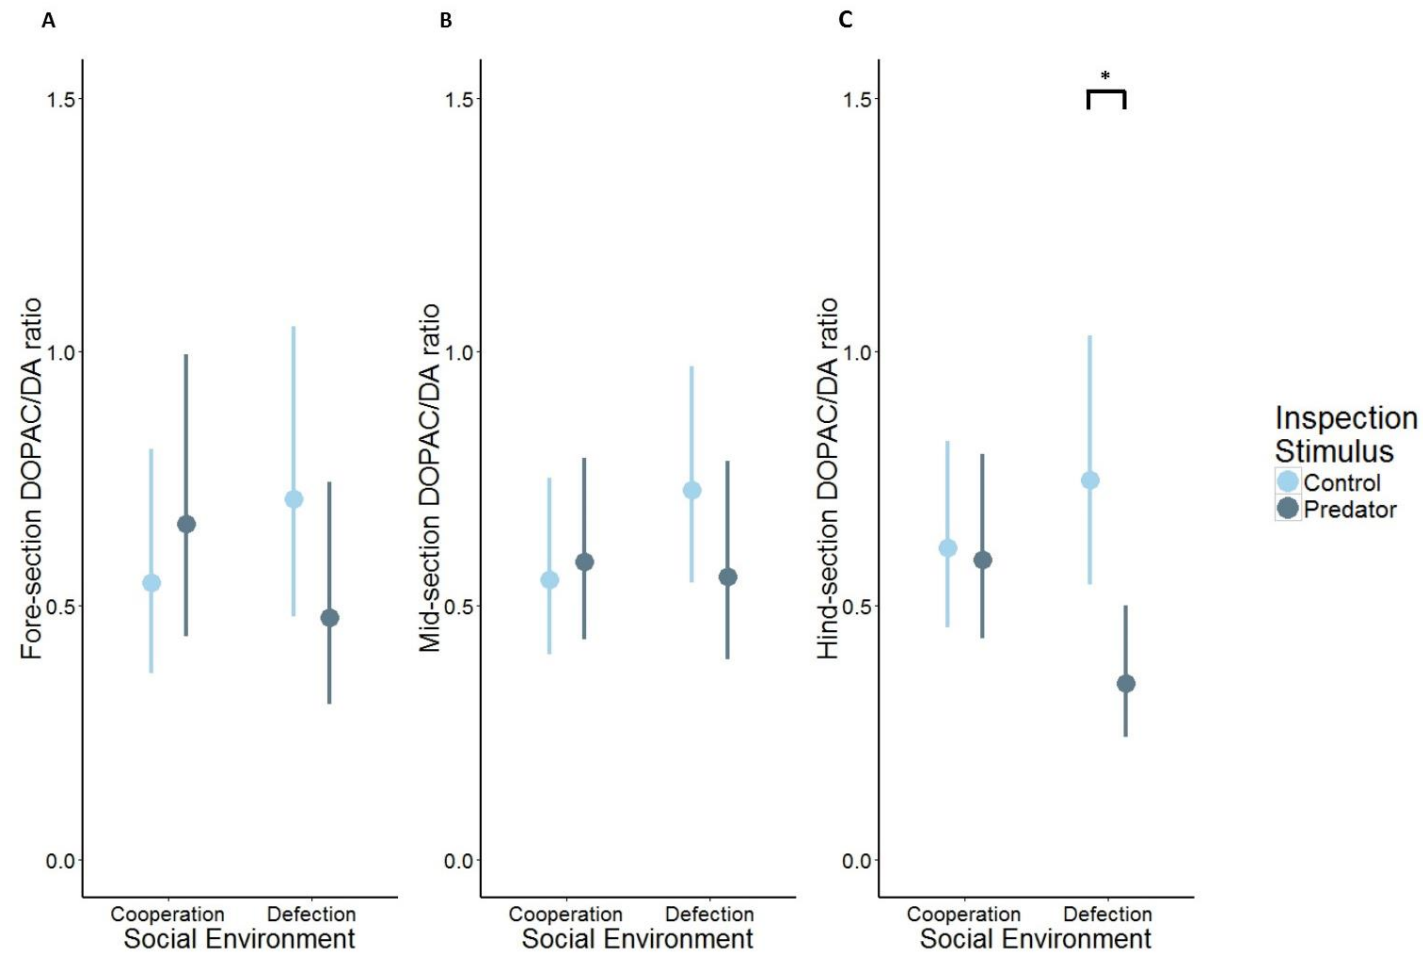 A
B
C
Fore-section DOPAC/DA ratio
1.5
1.0
0.5
0.0
Cooperation
Defection
Social Environment
Mid-section DOPAC/DA ratio
1.5
1.0
0.5
0.0
Cooperation
Defection
Social Environment
Hind-section DOPAC/DA ratio
1.5
1.0
0.5
0.0
*
Cooperation
Defection
Social Environment
Inspection
Stimulus
Control
Predator